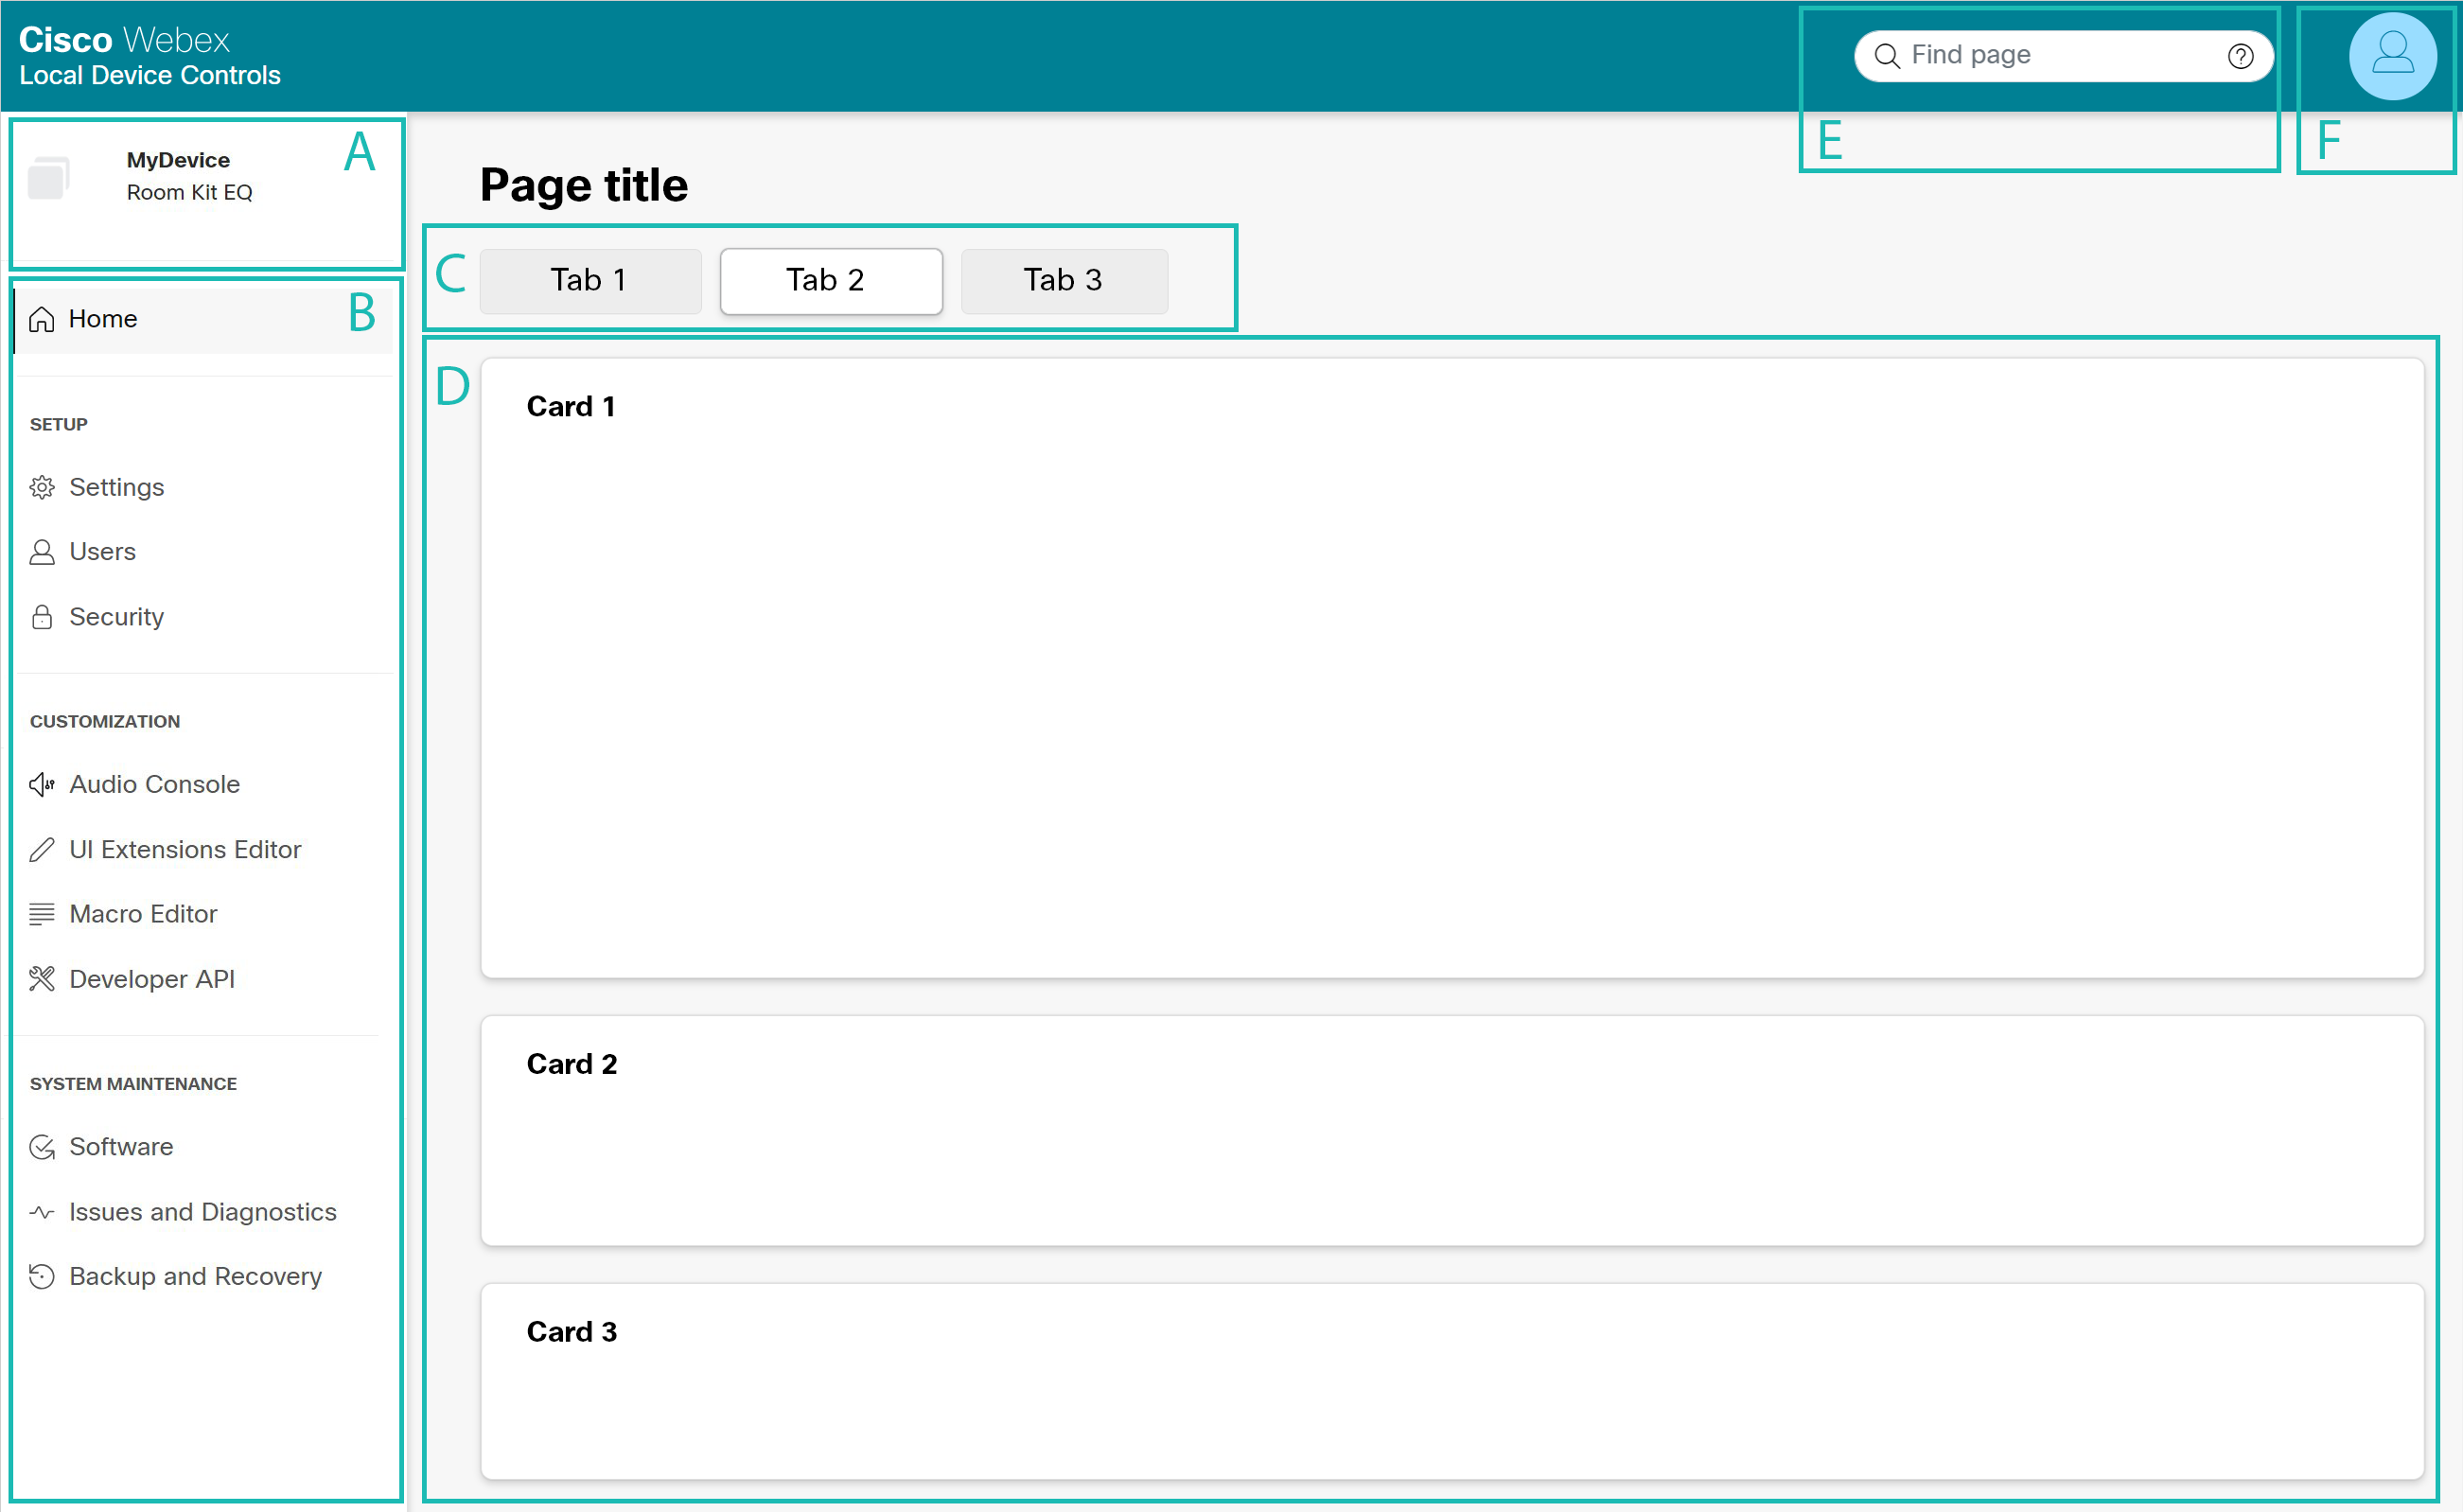 Cisco Webex
Local Device Controls
Find page
E
F
MyDevice
Room Kit EQ
A
B
Home
SETUP
Settings
Users
Security
CUSTOMIZATION
Audio Console
UI Extensions Editor
Macro Editor
Developer API
SYSTEM MAINTENANCE
Software
Issues and Diagnostics
Backup and Recovery
Page title
C
Tab 1
Tab 2
Tab 3
D
Card 1
Card 2
Card 3